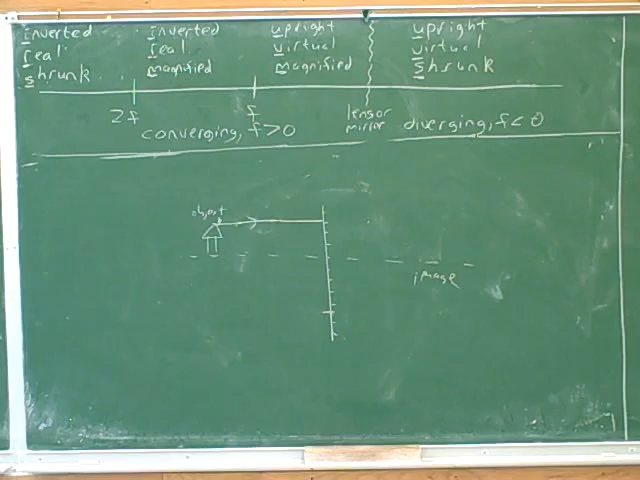 inverted inverted upright upright
real real virtual virtual
shrunk magnified magnified shrunk
2f f lens or
mirror
converging, f>0 diverging, f<0
object
image